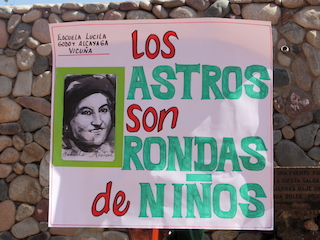 ESCUELA LUCILA
GODOY ALCAYAGA
VICUÑA
LOS
ASTROS
son
RONDAS
de NIÑOS